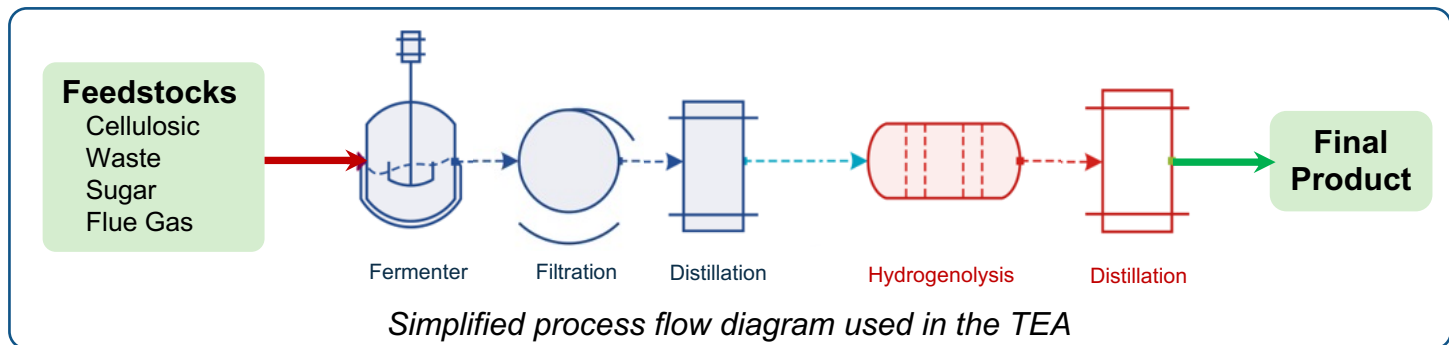 Feedstocks
Cellulosic
Waste
Sugar
Flue Gas
Fermenter
Filtration
Distillation
Hydrogenolysis
Distillation
Final
Product
Simplified process flow diagram used in the TEA